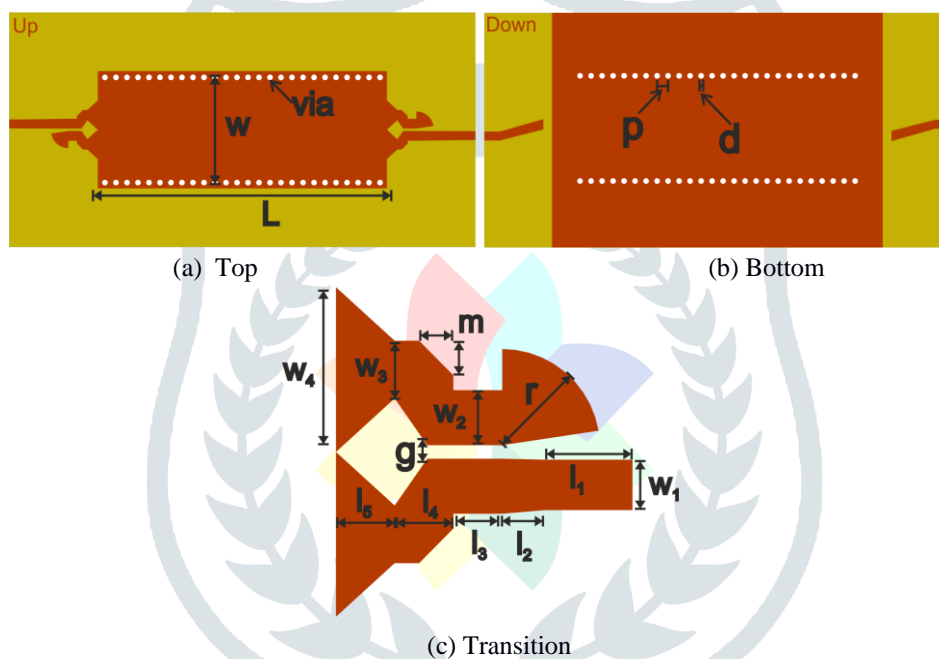 Up
via
w
L
(a) Top
Down
p
d
(b) Bottom
m
w₄
w₃
w₂
r
g
l₁
w₁
l₅
l₄
l₃
l₂
(c) Transition